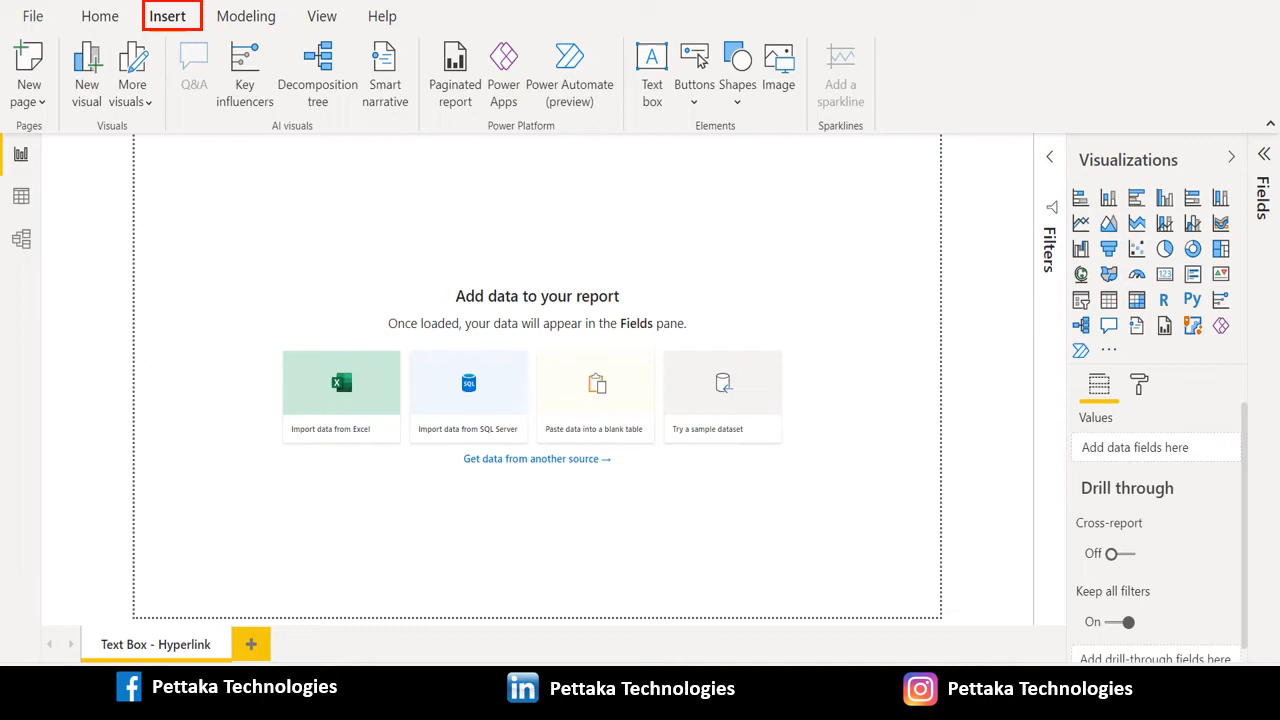 File Home Insert Modeling View Help
New page
New visual
More visuals
Q&A
Key influencers
Decomposition tree
Smart narrative
Paginated report
Power Apps
Power Automate (preview)
Text box
Buttons
Shapes
Image
Add a sparkline
Pages Visuals AI visuals Power Platform Elements Sparklines
Filters
Visualizations
Fields
123
R Py
Values
Add data fields here
Drill through
Cross-report
Off
Keep all filters
On
Add drill-through fields here
Add data to your report
Once loaded, your data will appear in the Fields pane.
X
SQL
Import data from Excel
Import data from SQL Server
Paste data into a blank table
Try a sample dataset
Get data from another source →
Text Box - Hyperlink
+
f Pettaka Technologies
in Pettaka Technologies
Pettaka Technologies